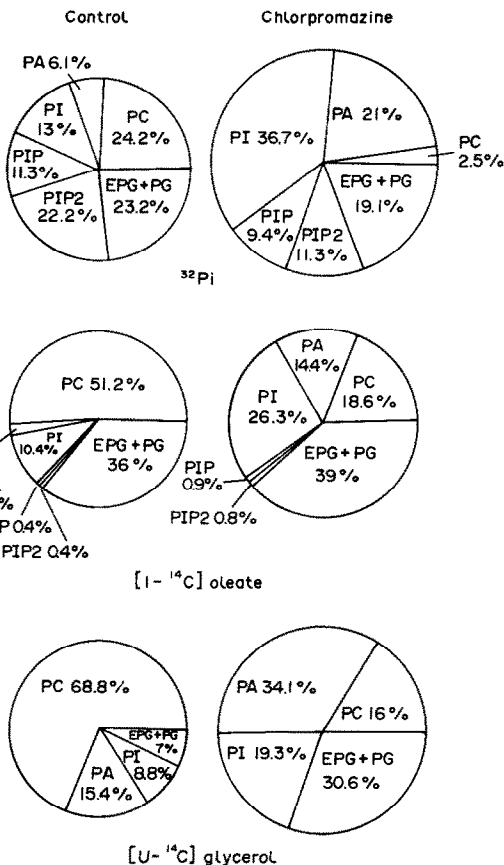 Control
Chlorpromazine
PA 6.1%
PI
13%
PC
24.2%
PIP
11.3%
PIP2
22.2%
EPG+PG
23.2%
PI 36.7%
PA 21%
PC
2.5%
EPG+PG
19.1%
PIP
9.4%
PIP2
11.3%
32Pi
PC 51.2%
PI
10.4%
EPG+PG
36%
%
P 0.4%
PIP2 0.4%
PA
14.4%
PI
26.3%
PC
18.6%
EPG+PG
39%
PIP
0.9%
PIP2 0.8%
[1-14C] oleate
PC 68.8%
EPG+PG
7%
PI
8.8%
PA
15.4%
PA 34.1%
PC 16%
PI 19.3%
EPG+PG
30.6%
[U-14C] glycerol